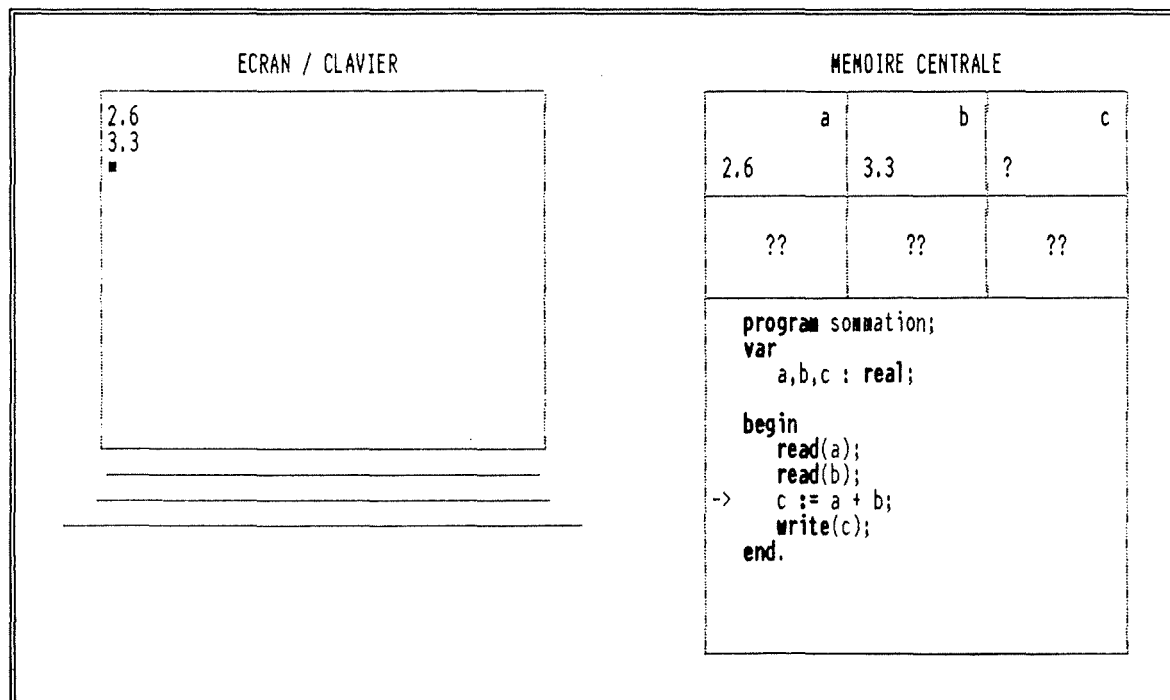 ECRAN / CLAVIER
2.6
3.3
MEMOIRE CENTRALE
a b c
2.6 3.3 ?
?? ?? ??
program sommation;
var
a,b,c : real;
begin
read(a);
read(b);
-> c := a + b;
write(c);
end.